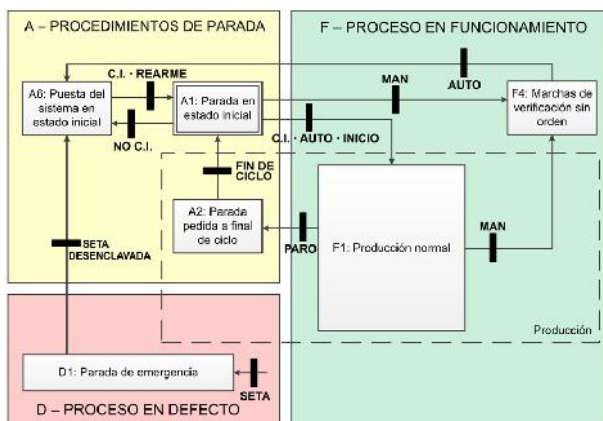 A – PROCEDIMIENTOS DE PARADA
F – PROCESO EN FUNCIONAMIENTO
C.I. · REARME
A6: Puesta del
sistema en
estado inicial
A1: Parada en
estado inicial
MAN
AUTO
F4: Marchas de
verificación sin
orden
NO C.I.
C.I. · AUTO · INICIO
FIN DE
CICLO
A2: Parada
pedida a final
de ciclo
PARO
F1: Producción normal
MAN
SETA
DESENCLAVADA
Producción
D1: Parada de emergencia
SETA
D – PROCESO EN DEFECTO